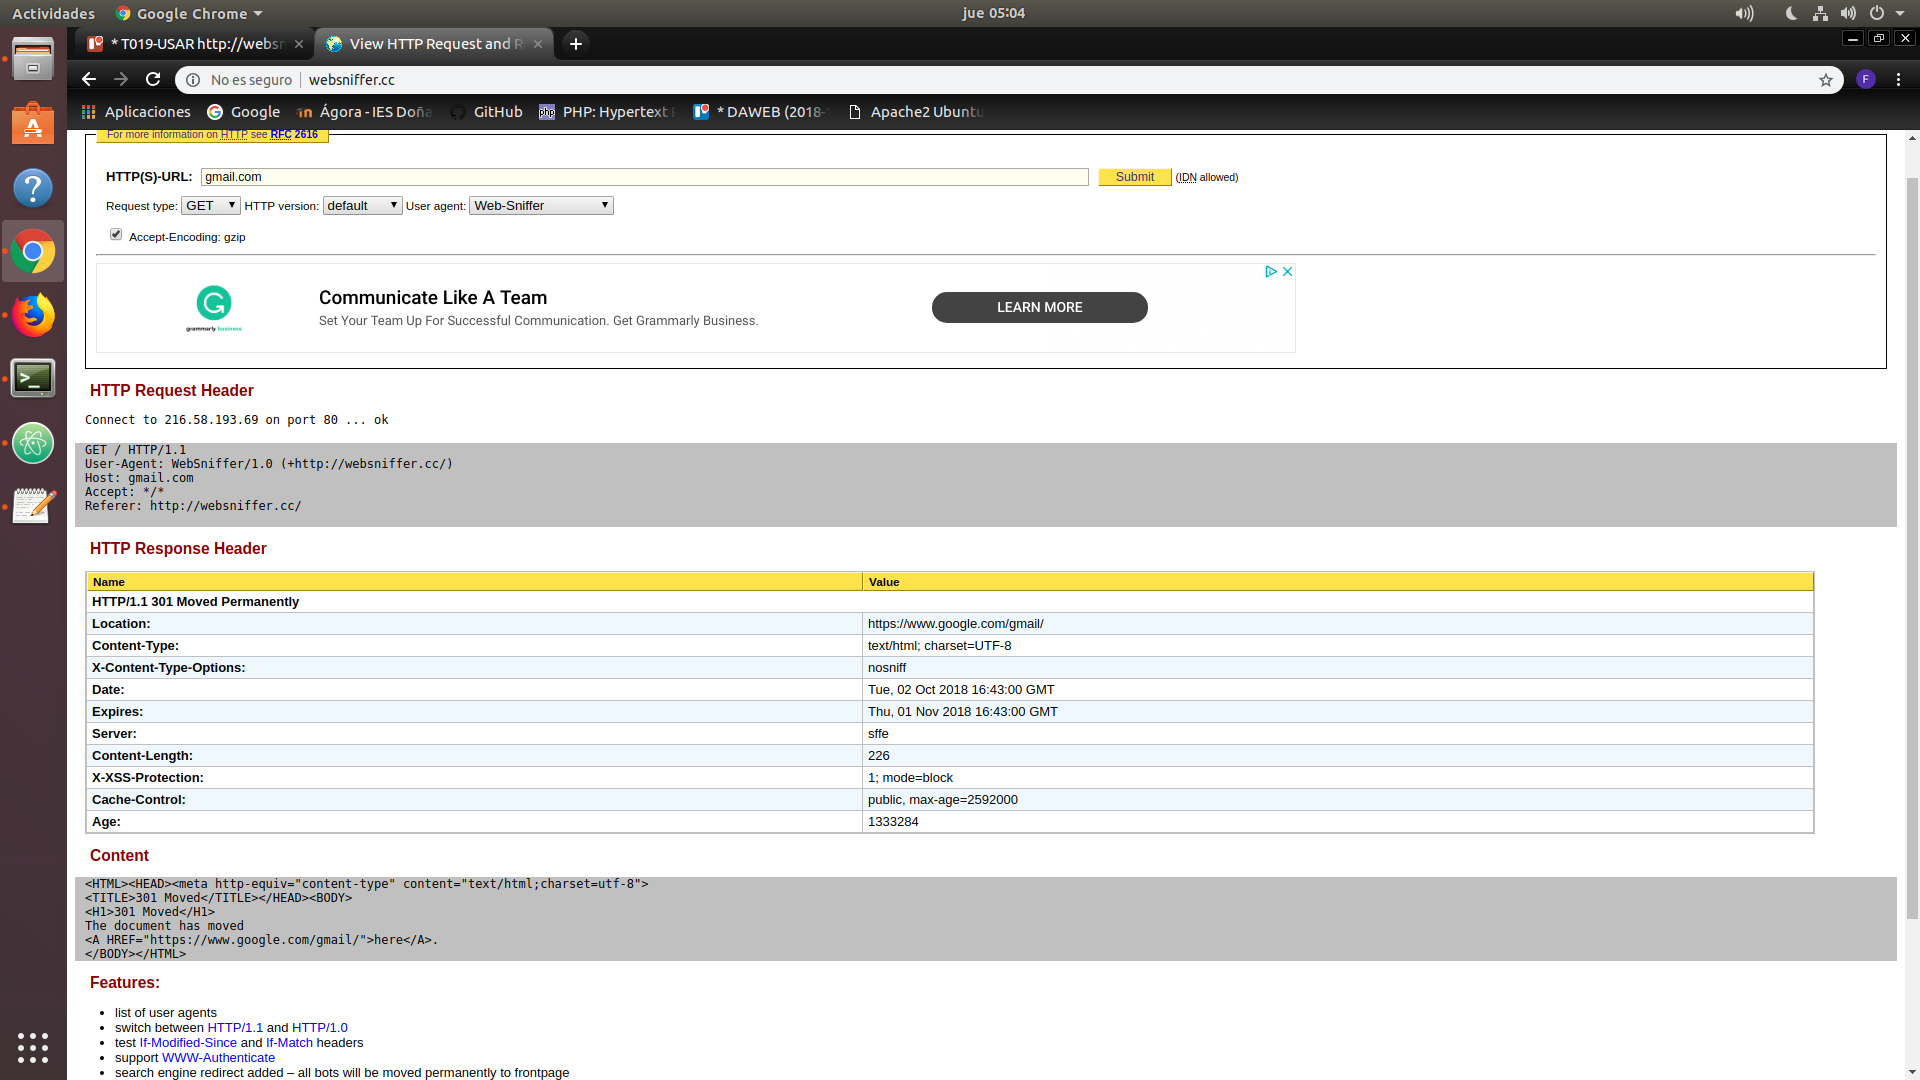 Actividades
Google Chrome
jue 05:04
* T019-USAR http://websn
View HTTP Request and R
No es seguro
websniffer.cc
F
Aplicaciones
Google
Ágora - IES Doña
GitHub
php
PHP: Hypertext
* DAWEB (2018-
Apache2 Ubuntu
For more information on HTTP see RFC 2616
HTTP(S)-URL: gmail.com Submit (IDN allowed)
Request type: GET HTTP version: default User agent: Web-Sniffer
Accept-Encoding: gzip
Communicate Like A Team
Set Your Team Up For Successful Communication. Get Grammarly Business.
grammarly business
LEARN MORE
HTTP Request Header
Connect to 216.58.193.69 on port 80 ... ok
GET / HTTP/1.1
User-Agent: WebSniffer/1.0 (+http://websniffer.cc/)
Host: gmail.com
Accept: */*
Referer: http://websniffer.cc/
HTTP Response Header
Name Value
HTTP/1.1 301 Moved Permanently
Location: https://www.google.com/gmail/
Content-Type: text/html; charset=UTF-8
X-Content-Type-Options: nosniff
Date: Tue, 02 Oct 2018 16:43:00 GMT
Expires: Thu, 01 Nov 2018 16:43:00 GMT
Server: sffe
Content-Length: 226
X-XSS-Protection: 1; mode=block
Cache-Control: public, max-age=2592000
Age: 1333284
Content
<HTML><HEAD><meta http-equiv="content-type" content="text/html;charset=utf-8">
<TITLE>301 Moved</TITLE></HEAD><BODY>
<H1>301 Moved</H1>
The document has moved
<A HREF="https://www.google.com/gmail/">here</A>.
</BODY></HTML>
Features:
• list of user agents
• switch between HTTP/1.1 and HTTP/1.0
• test If-Modified-Since and If-Match headers
• support WWW-Authenticate
• search engine redirect added – all bots will be moved permanently to frontpage